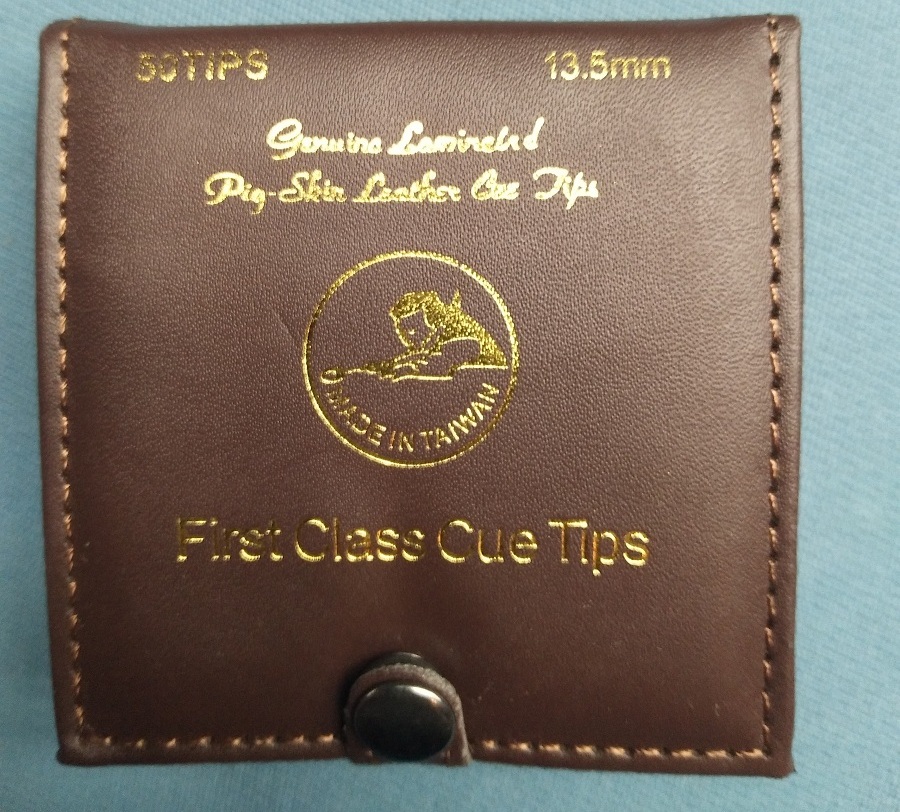 50TIPS 13.5mm
Genuine Laminated
Pig-Skin Leather Cue Tips
MADE IN TAIWAN
First Class Cue Tips